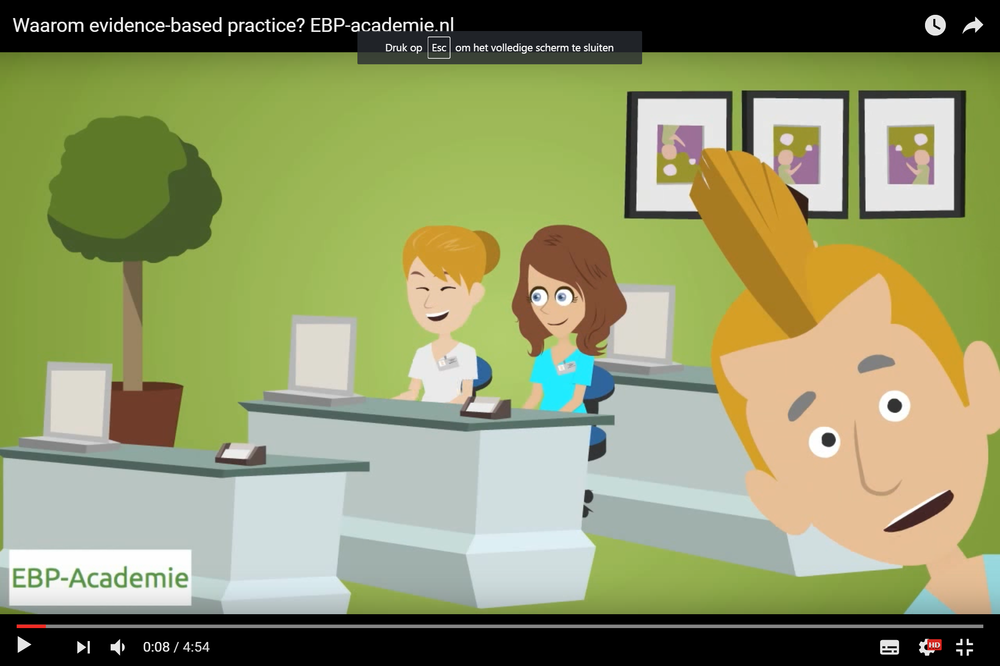 Waarom evidence-based practice? EBP-academie.nl
Druk op Esc om het volledige scherm te sluiten
EBP-Academie
0:08 / 4:54
HD